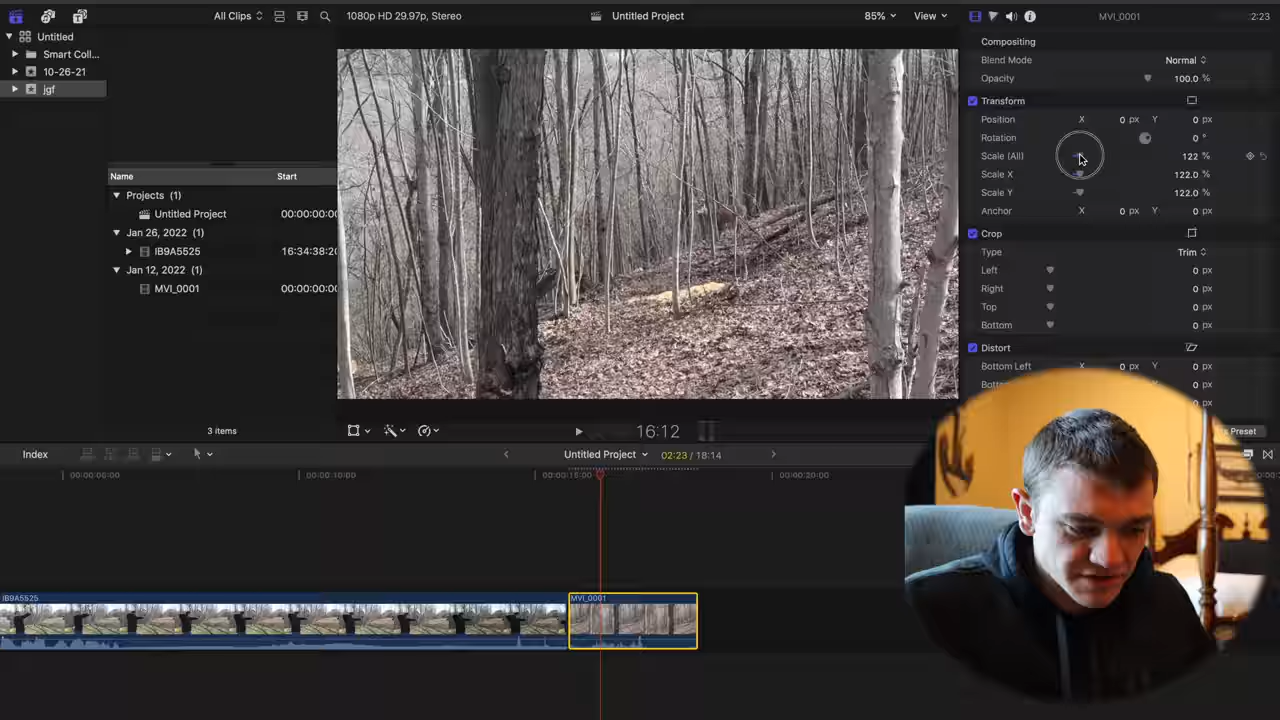 All Clips
1080p HD 29.97p, Stereo
Untitled Project
85%
View
MVI_0001
2:23
Untitled
Smart Coll...
10-26-21
jgf
Name
Start
Projects (1)
Untitled Project
00:00:00:00
Jan 26, 2022 (1)
IB9A5525
16:34:38:20
Jan 12, 2022 (1)
MVI_0001
00:00:00:00
3 items
16:12
Compositing
Blend Mode
Normal
Opacity
100.0 %
Transform
Position X 0 px Y 0 px
Rotation 0 °
Scale (All) 122 %
Scale X 122.0 %
Scale Y 122.0 %
Anchor X 0 px Y 0 px
Crop
Type Trim
Left 0 px
Right 0 px
Top 0 px
Bottom 0 px
Distort
Bottom Left X 0 px Y 0 px
0 px
px
Preset
Index
Untitled Project
02:23 / 18:14
00:00:10:00
00:00:15:00
00:00:20:00
IB9A5525
MVI_0001